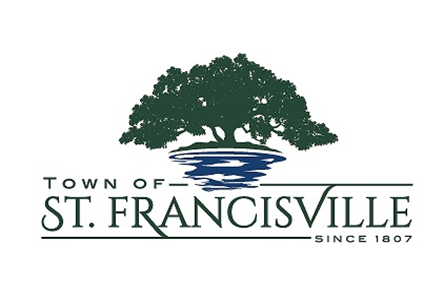 TOWN OF
ST. FRANCISVILLE
SINCE 1807